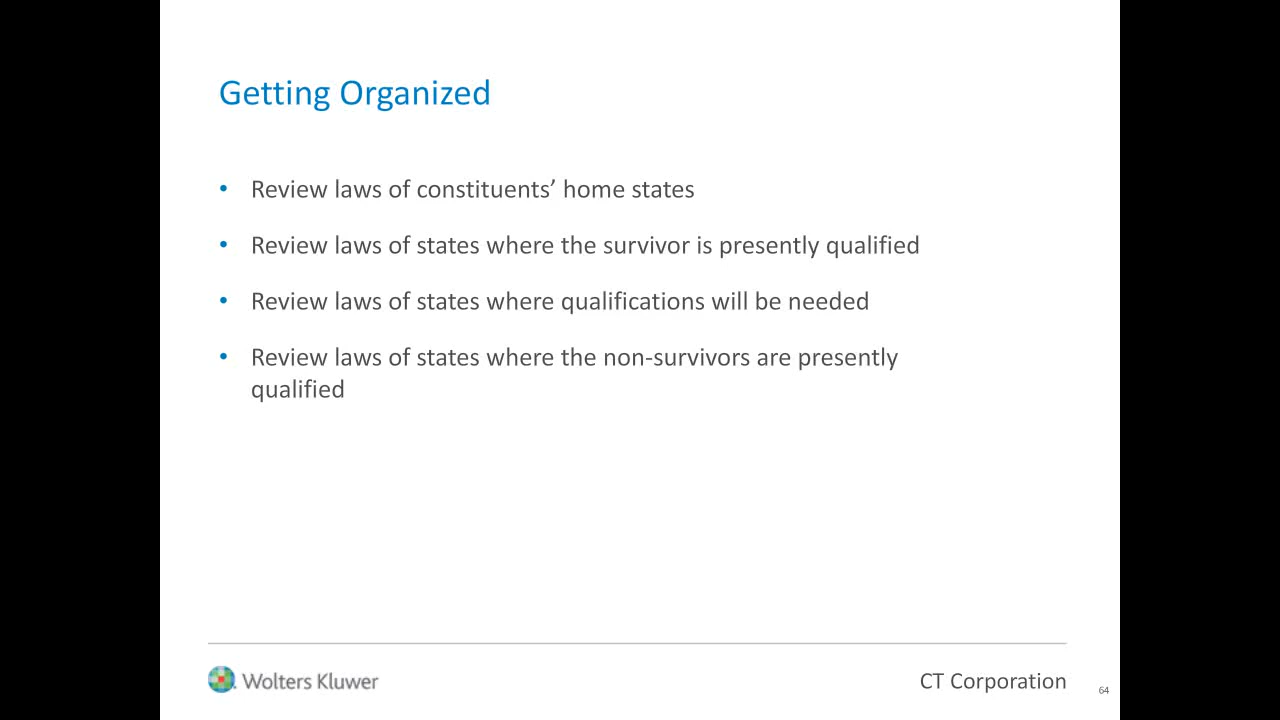 Getting Organized
• Review laws of constituents’ home states
• Review laws of states where the survivor is presently qualified
• Review laws of states where qualifications will be needed
• Review laws of states where the non-survivors are presently
qualified
Wolters Kluwer
CT Corporation
64